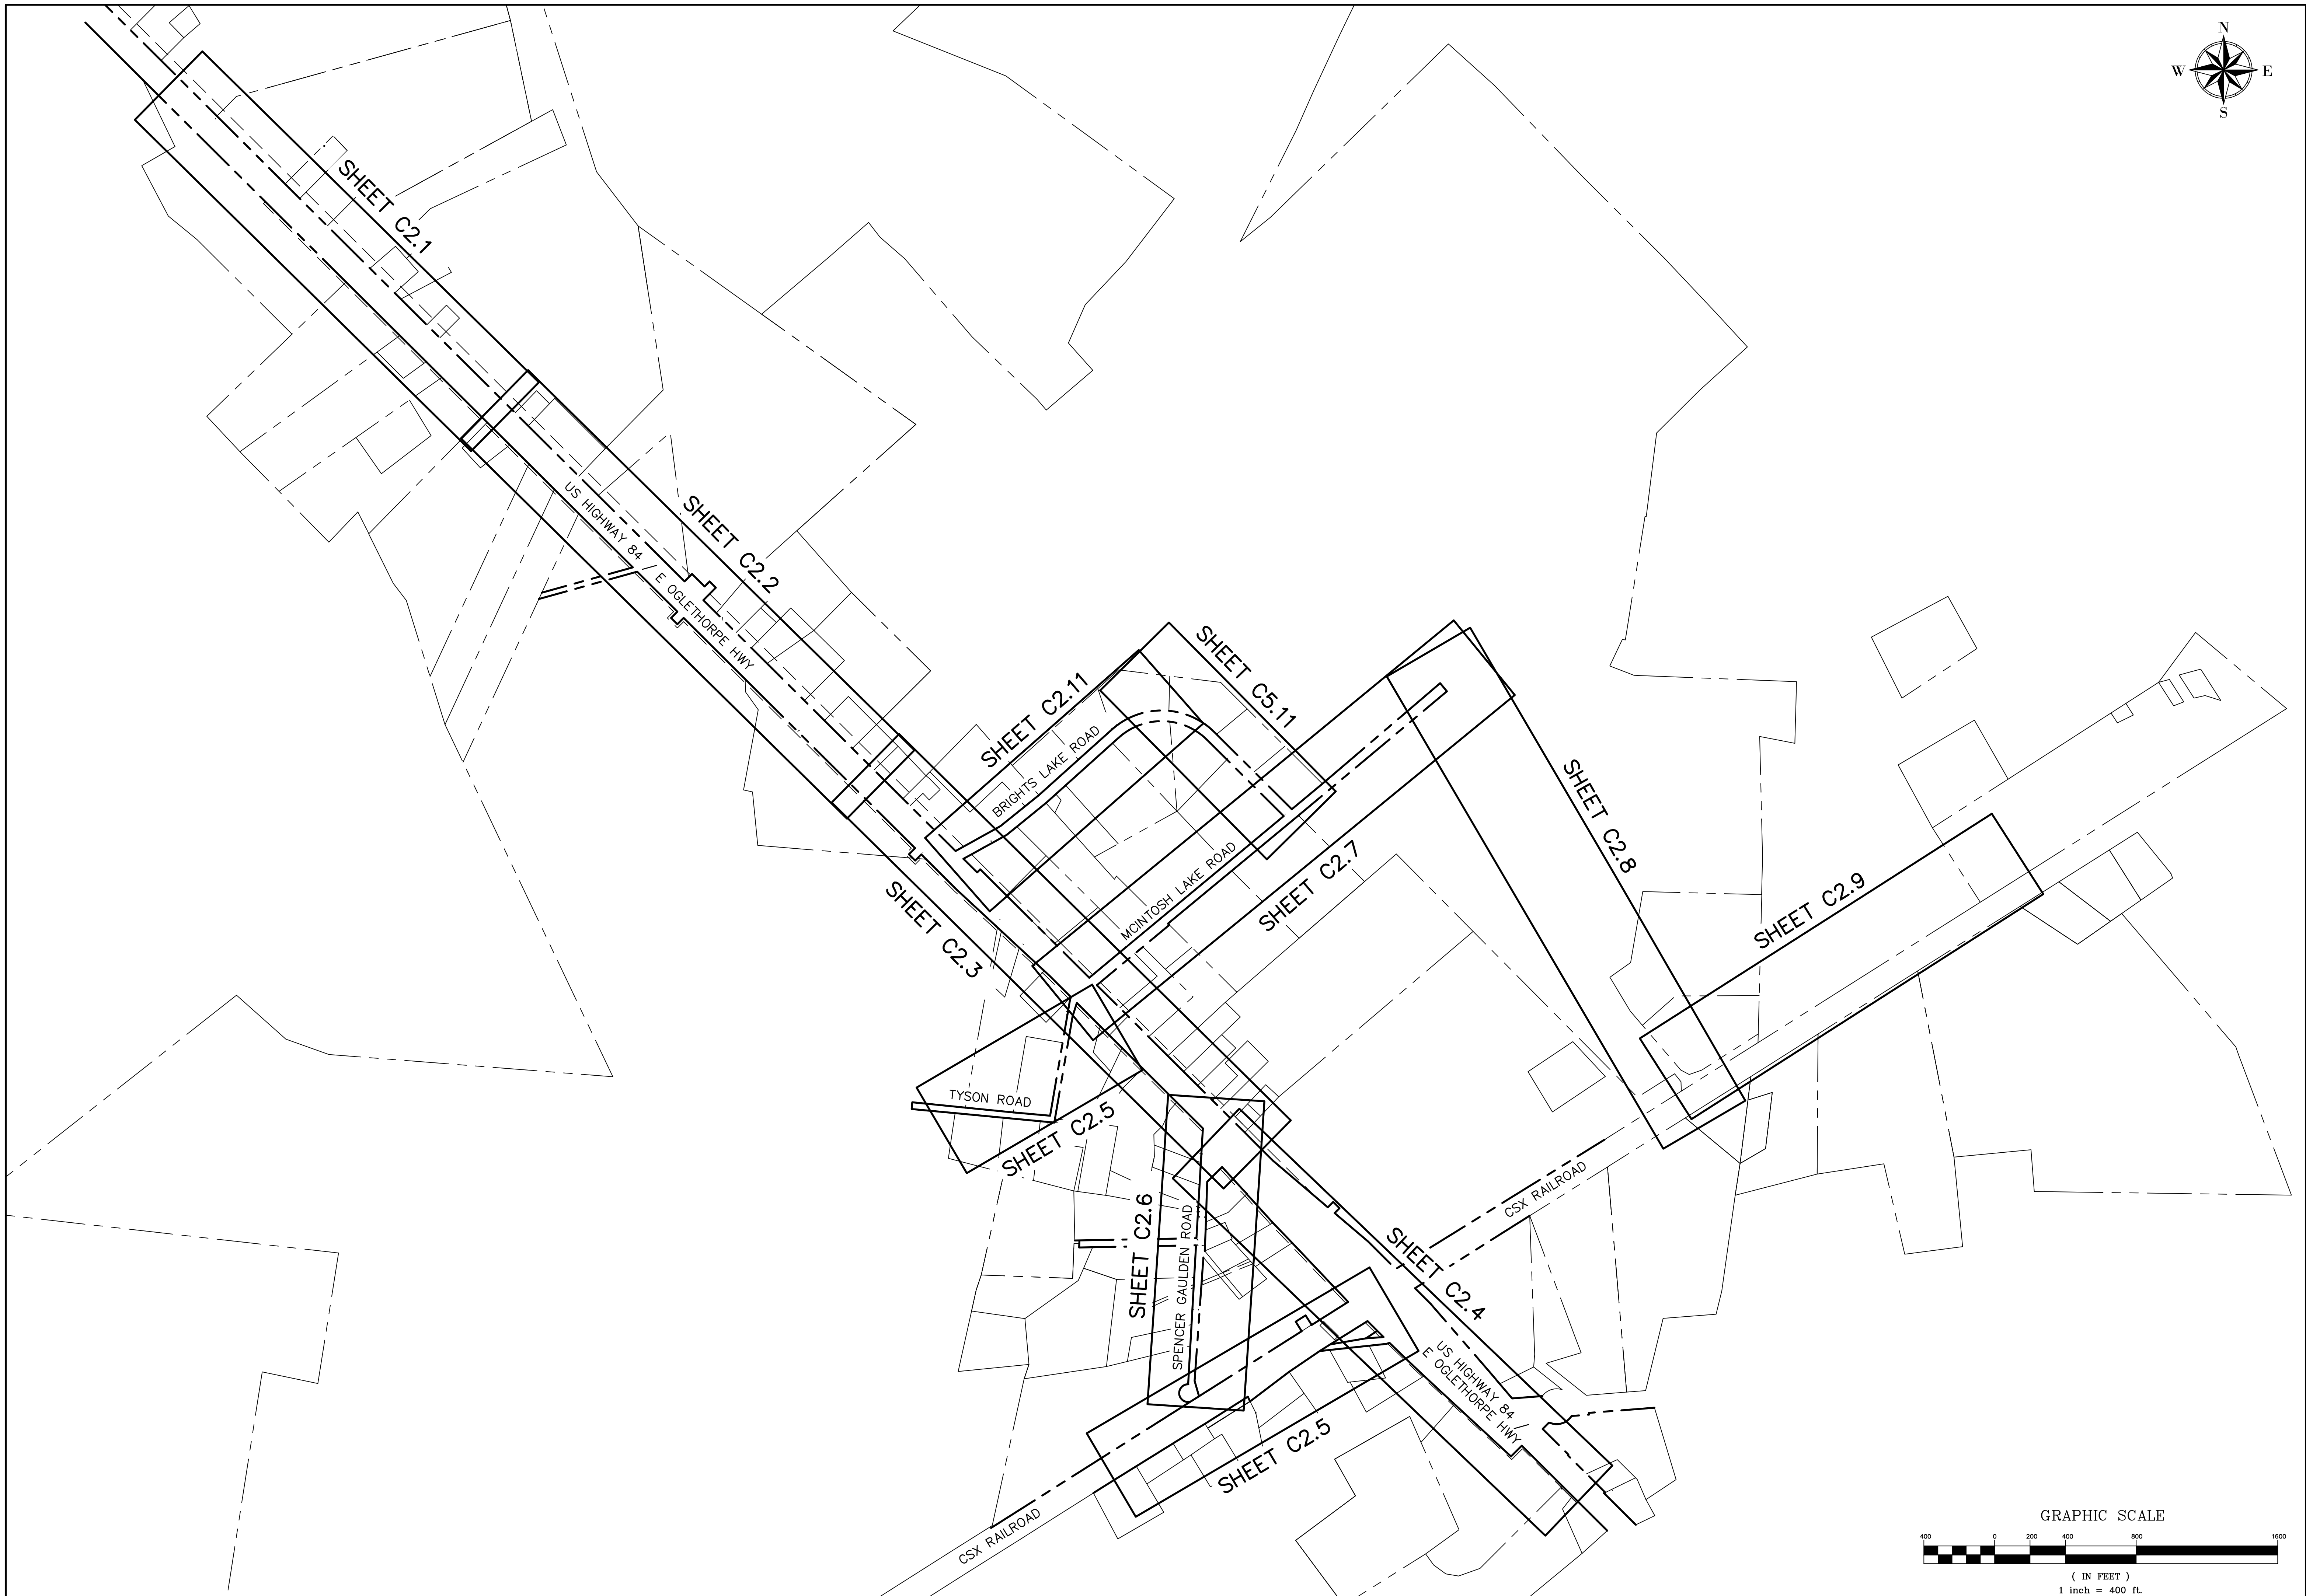 N
W E
S
SHEET C2.1
SHEET C2.2
US HIGHWAY 84
E OGLETHORPE HWY
SHEET C2.11
SHEET C5.11
BRIGHTS LAKE ROAD
SHEET C2.8
SHEET C2.7
MCINTOSH LAKE ROAD
SHEET C2.9
SHEET C2.3
TYSON ROAD
SHEET C2.5
SHEET C2.6
SPENCER GAULDEN ROAD
CSX RAILROAD
SHEET C2.4
US HIGHWAY 84
E OGLETHORPE HWY
SHEET C2.5
CSX RAILROAD
GRAPHIC SCALE
400 0 200 400 800 1600
( IN FEET )
1 inch = 400 ft.